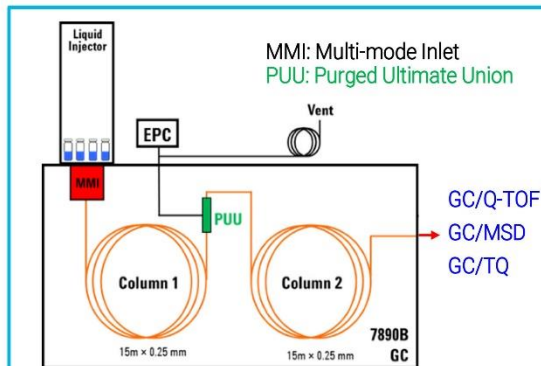 Liquid
Injector
MMI: Multi-mode Inlet
PUU: Purged Ultimate Union
Vent
EPC
MMI
PUU
GC/Q-TOF
GC/MSD
GC/TQ
Column 1
Column 2
7890B
GC
15m × 0.25 mm
15m × 0.25 mm